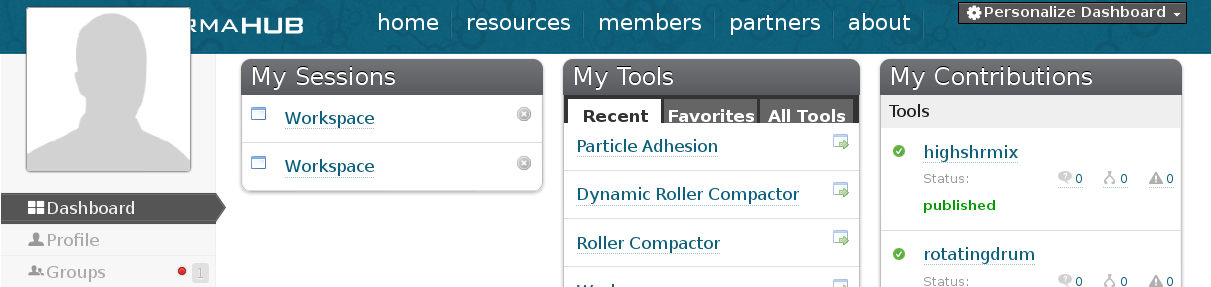 RMAHUB
home resources members partners about
Personalize Dashboard
Dashboard
Profile
Groups 1
My Sessions
Workspace
Workspace
My Tools
Recent Favorites All Tools
Particle Adhesion
Dynamic Roller Compactor
Roller Compactor
My Contributions
Tools
highshrmix
Status: 0 0 0
published
rotatingdrum
Status: 0 0 0